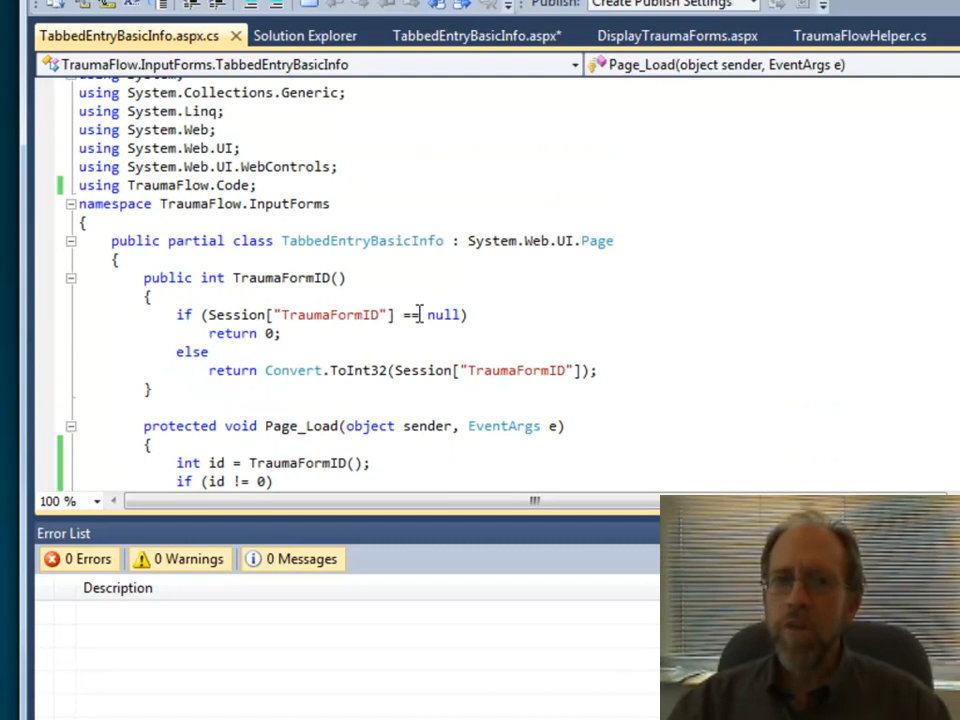 Publish: Create Publish Settings
TabbedEntryBasicInfo.aspx.cs Solution Explorer TabbedEntryBasicInfo.aspx* DisplayTraumaForms.aspx TraumaFlowHelper.cs
TraumaFlow.InputForms.TabbedEntryBasicInfo Page_Load(object sender, EventArgs e)
using System;
using System.Collections.Generic;
using System.Linq;
using System.Web;
using System.Web.UI;
using System.Web.UI.WebControls;
using TraumaFlow.Code;
namespace TraumaFlow.InputForms
{
public partial class TabbedEntryBasicInfo : System.Web.UI.Page
{
public int TraumaFormID()
{
if (Session["TraumaFormID"] == null)
return 0;
else
return Convert.ToInt32(Session["TraumaFormID"]);
}
protected void Page_Load(object sender, EventArgs e)
{
int id = TraumaFormID();
if (id != 0)
100 %
Error List
0 Errors 0 Warnings 0 Messages
Description